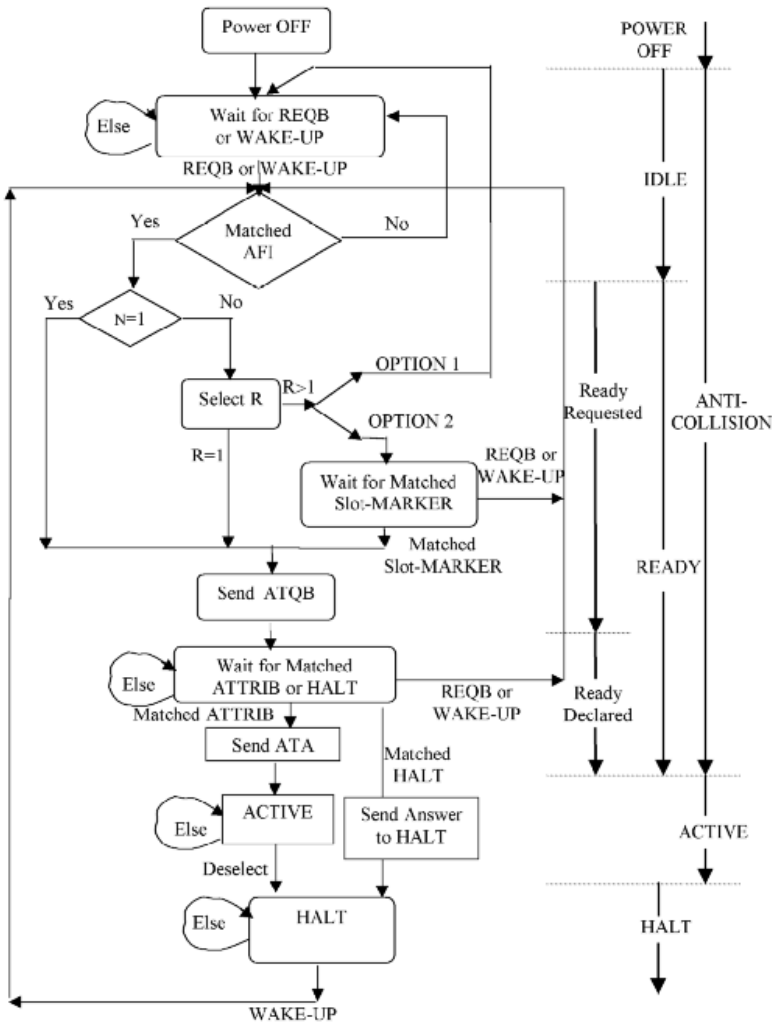 Power OFF
POWER
OFF
Wait for REQB
or WAKE-UP
Else
REQB or WAKE-UP
IDLE
Yes
Matched
AFI
No
Yes
N=1
No
OPTION 1
Select R
R>1
Ready
Requested
ANTI-
COLLISION
OPTION 2
R=1
REQB or
WAKE-UP
Wait for Matched
Slot-MARKER
Matched
Slot-MARKER
READY
Send ATQB
Wait for Matched
ATTRIB or HALT
Else
REQB or
WAKE-UP
Ready
Declared
Matched ATTRIB
Send ATA
Matched
HALT
ACTIVE
Else
Send Answer
to HALT
ACTIVE
Deselect
HALT
Else
HALT
WAKE-UP